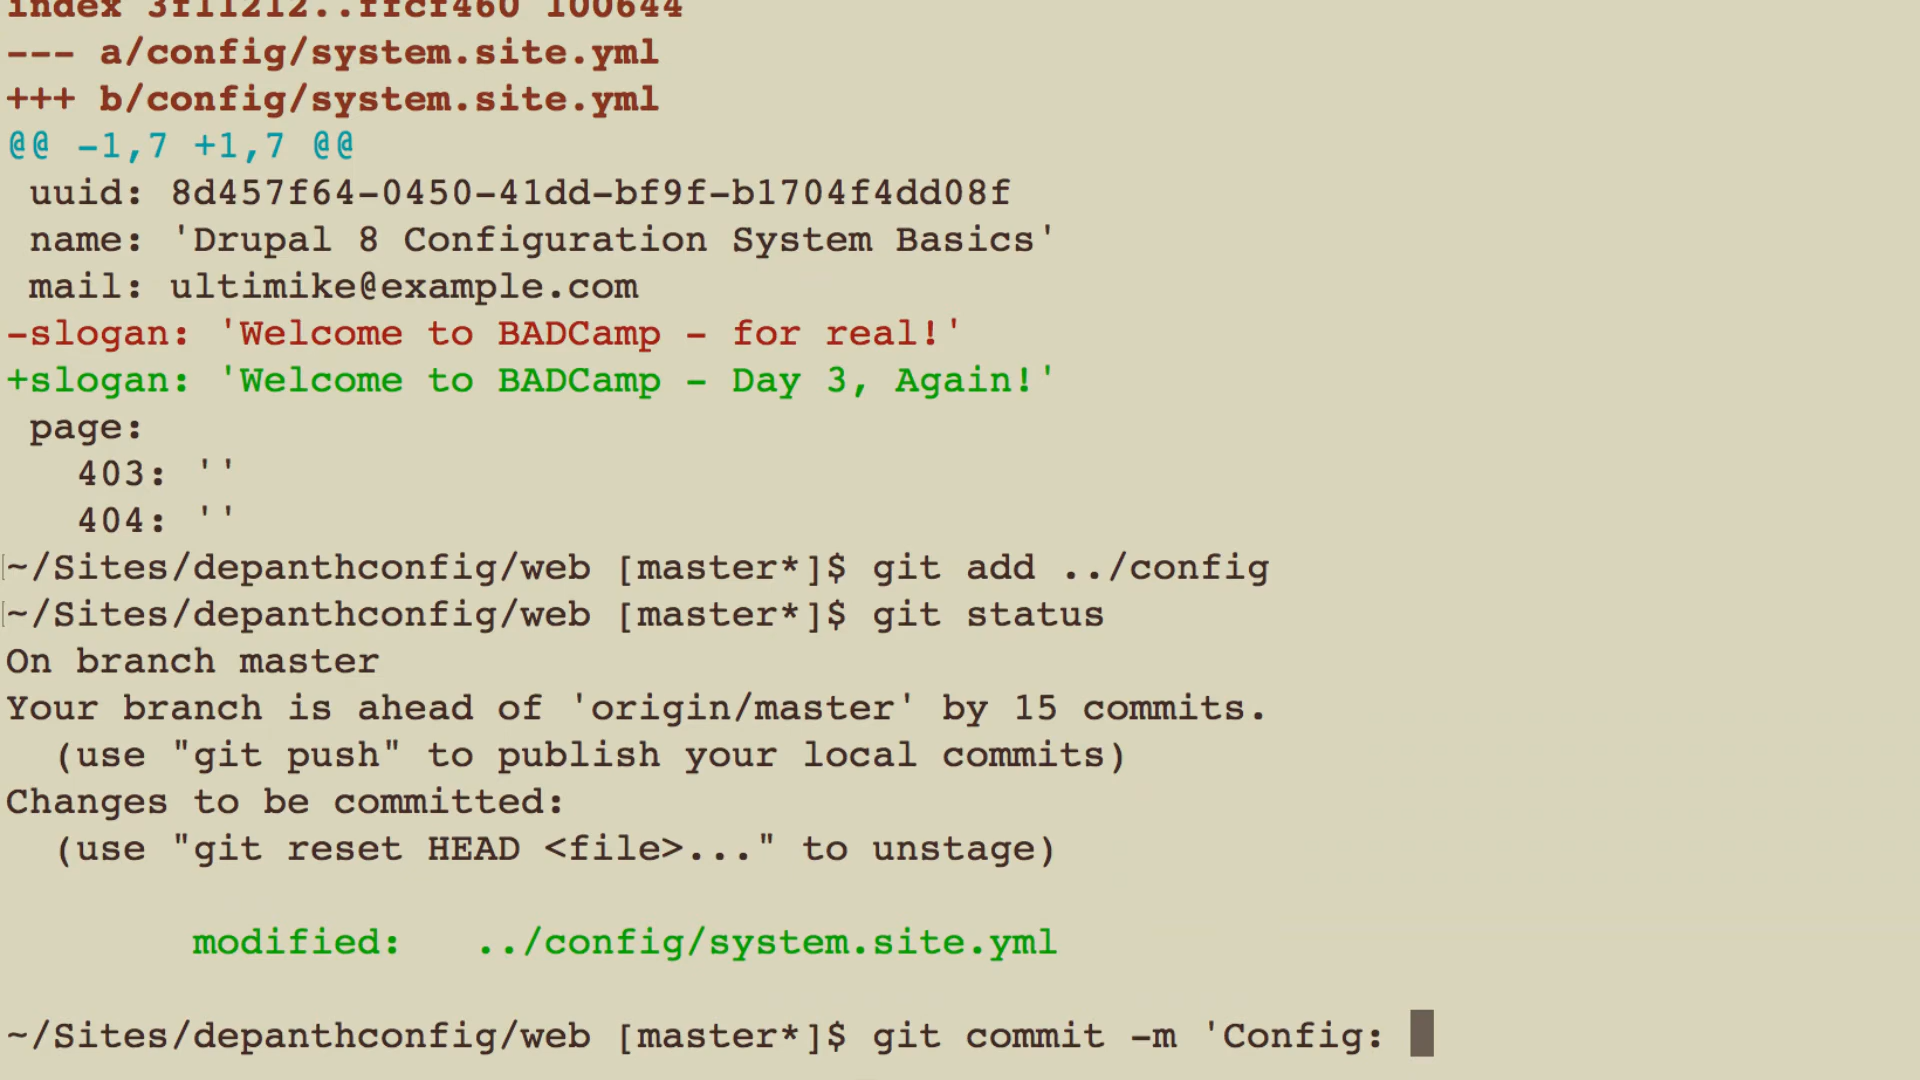 index 3f11212..ffcf460 100644
--- a/config/system.site.yml
+++ b/config/system.site.yml
@@ -1,7 +1,7 @@
 uuid: 8d457f64-0450-41dd-bf9f-b1704f4dd08f
 name: 'Drupal 8 Configuration System Basics'
 mail: ultimike@example.com
-slogan: 'Welcome to BADCamp - for real!'
+slogan: 'Welcome to BADCamp - Day 3, Again!'
 page:
   403: ''
   404: ''
~/Sites/depanthconfig/web [master*]$ git add ../config
~/Sites/depanthconfig/web [master*]$ git status
On branch master
Your branch is ahead of 'origin/master' by 15 commits.
  (use "git push" to publish your local commits)
Changes to be committed:
  (use "git reset HEAD <file>..." to unstage)
        modified:   ../config/system.site.yml
~/Sites/depanthconfig/web [master*]$ git commit -m 'Config: